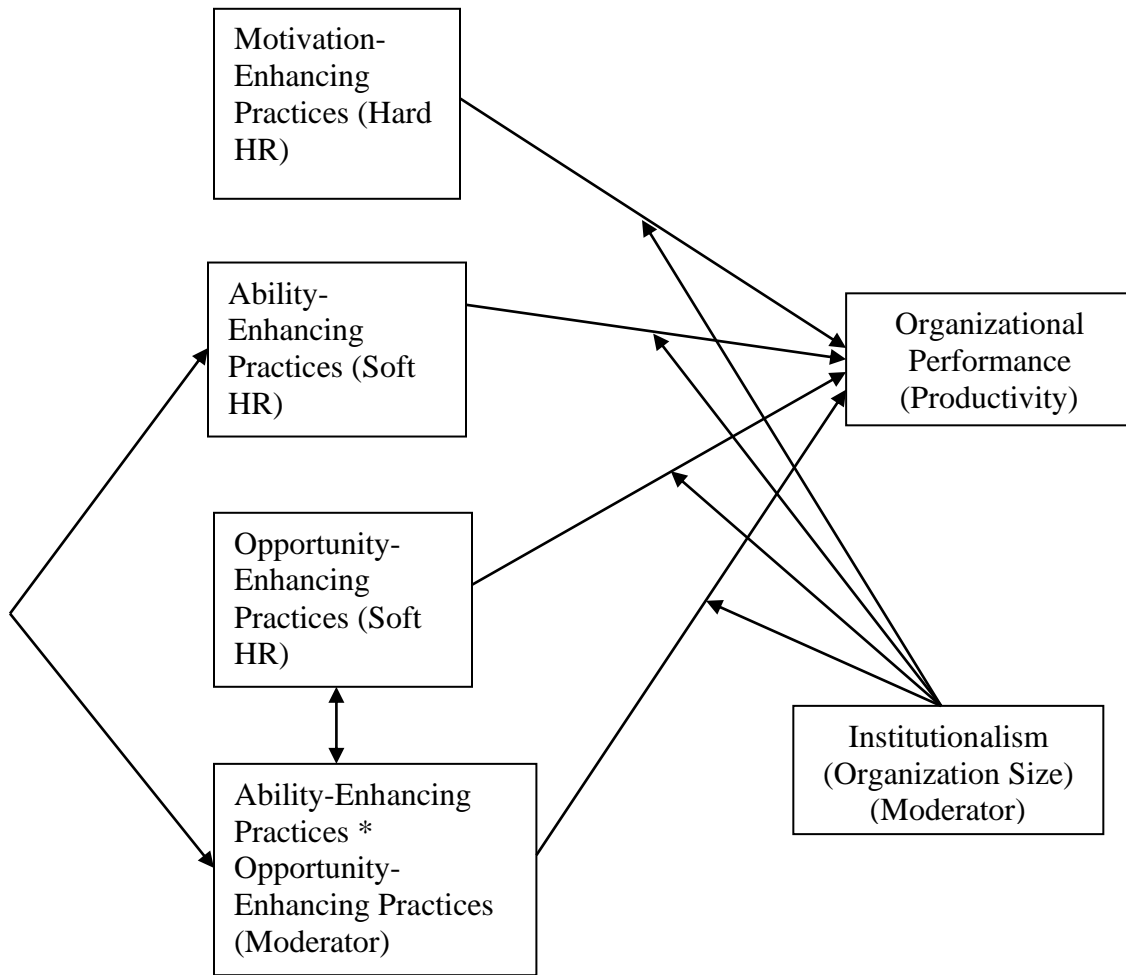 Motivation-
Enhancing
Practices (Hard
HR)
Ability-
Enhancing
Practices (Soft
HR)
Organizational
Performance
(Productivity)
Opportunity-
Enhancing
Practices (Soft
HR)
Institutionalism
(Organization Size)
(Moderator)
Ability-Enhancing
Practices *
Opportunity-
Enhancing Practices
(Moderator)